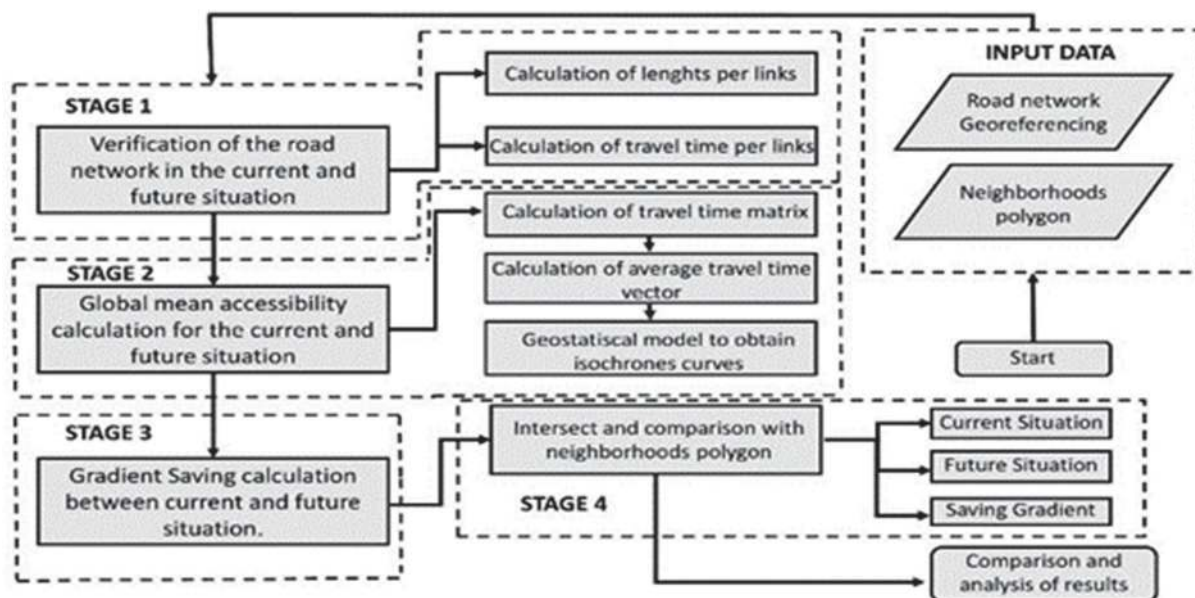 INPUT DATA
Road network
Georeferencing
Neighborhoods
polygon
Start
STAGE 1
Verification of the road
network in the current and
future situation
Calculation of lenghts per links
Calculation of travel time per links
STAGE 2
Global mean accessibility
calculation for the current and
future situation
Calculation of travel time matrix
Calculation of average travel time
vector
Geostatiscal model to obtain
isochrones curves
STAGE 3
Gradient Saving calculation
between current and future
situation.
Intersect and comparison with
neighborhoods polygon
STAGE 4
Current Situation
Future Situation
Saving Gradient
Comparison and
analysis of results